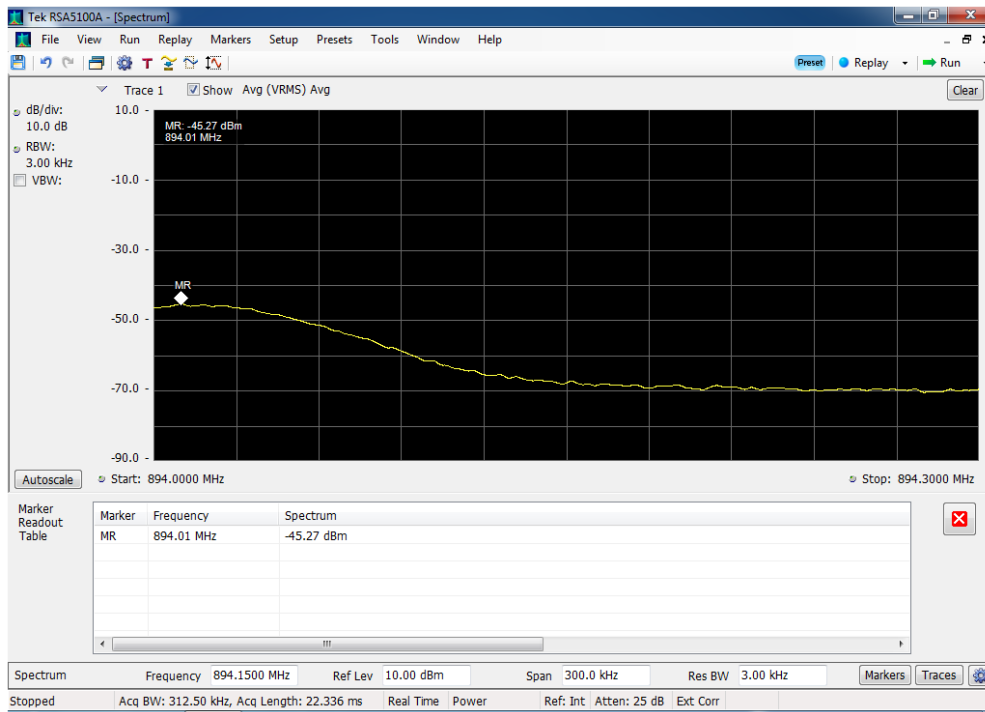 Tek RSA5100A - [Spectrum]
File View Run Replay Markers Setup Presets Tools Window Help
T Preset Replay Run
Trace 1 Show Avg (VRMS) Avg Clear
dB/div:
10.0 dB
RBW:
3.00 kHz
VBW:
10.0
-10.0
-30.0
-50.0
-70.0
-90.0
MR: -45.27 dBm
894.01 MHz
MR
Autoscale Start: 894.0000 MHz Stop: 894.3000 MHz
Marker
Readout
Table
Marker Frequency Spectrum
MR 894.01 MHz -45.27 dBm
Spectrum Frequency 894.1500 MHz Ref Lev 10.00 dBm Span 300.0 kHz Res BW 3.00 kHz Markers Traces
Stopped Acq BW: 312.50 kHz, Acq Length: 22.336 ms Real Time Power Ref: Int Atten: 25 dB Ext Corr